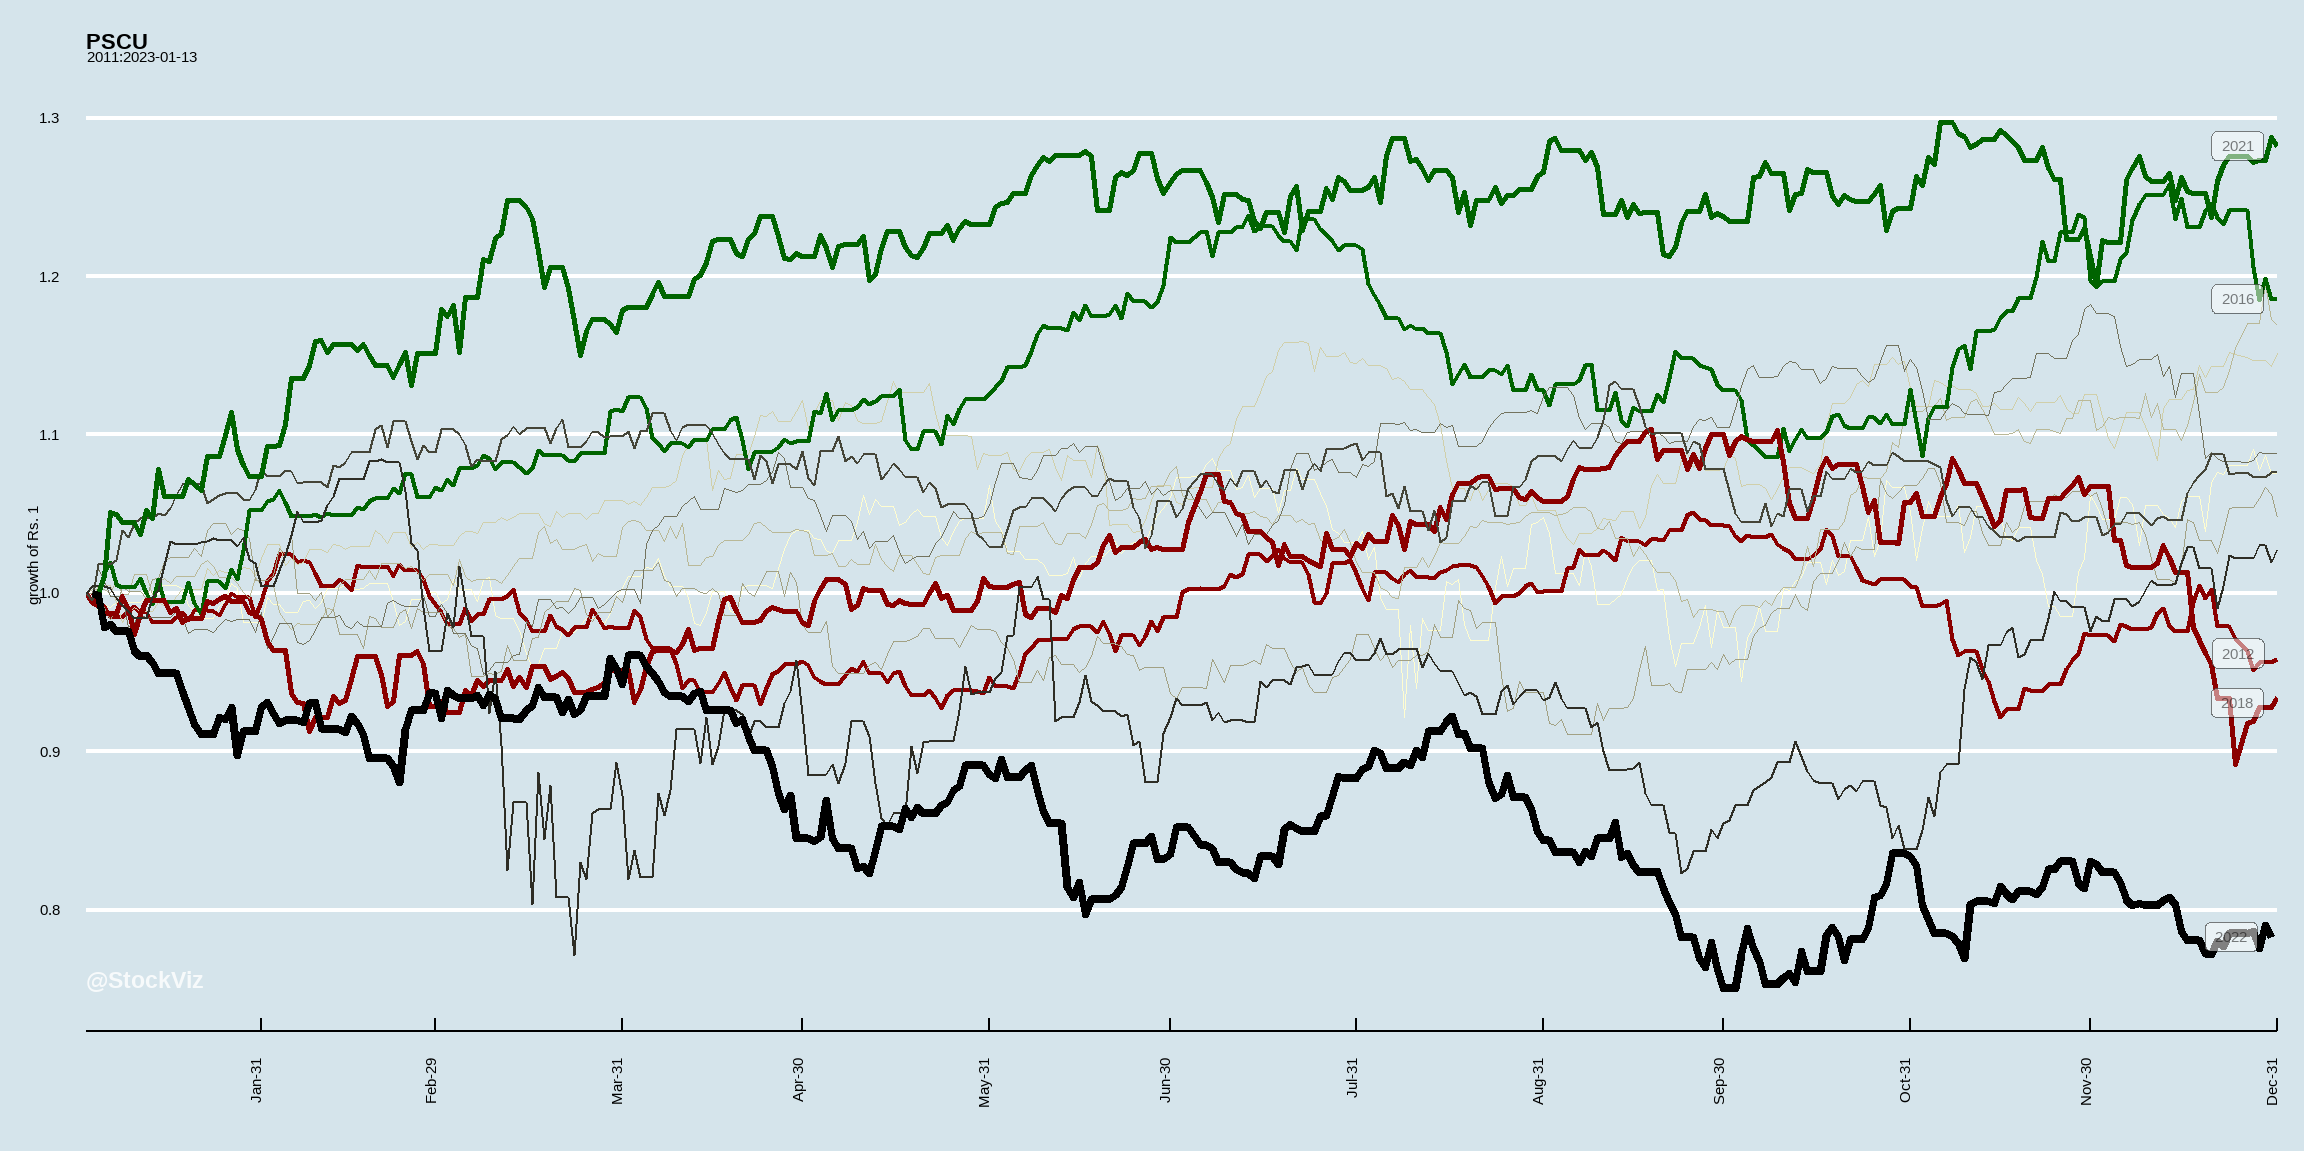 PSCU
2011:2023-01-13
growth of Rs. 1
1.3
1.2
1.1
1.0
0.9
0.8
2021
2016
2012
2018
2022
@StockViz
Jan-31
Feb-29
Mar-31
Apr-30
May-31
Jun-30
Jul-31
Aug-31
Sep-30
Oct-31
Nov-30
Dec-31